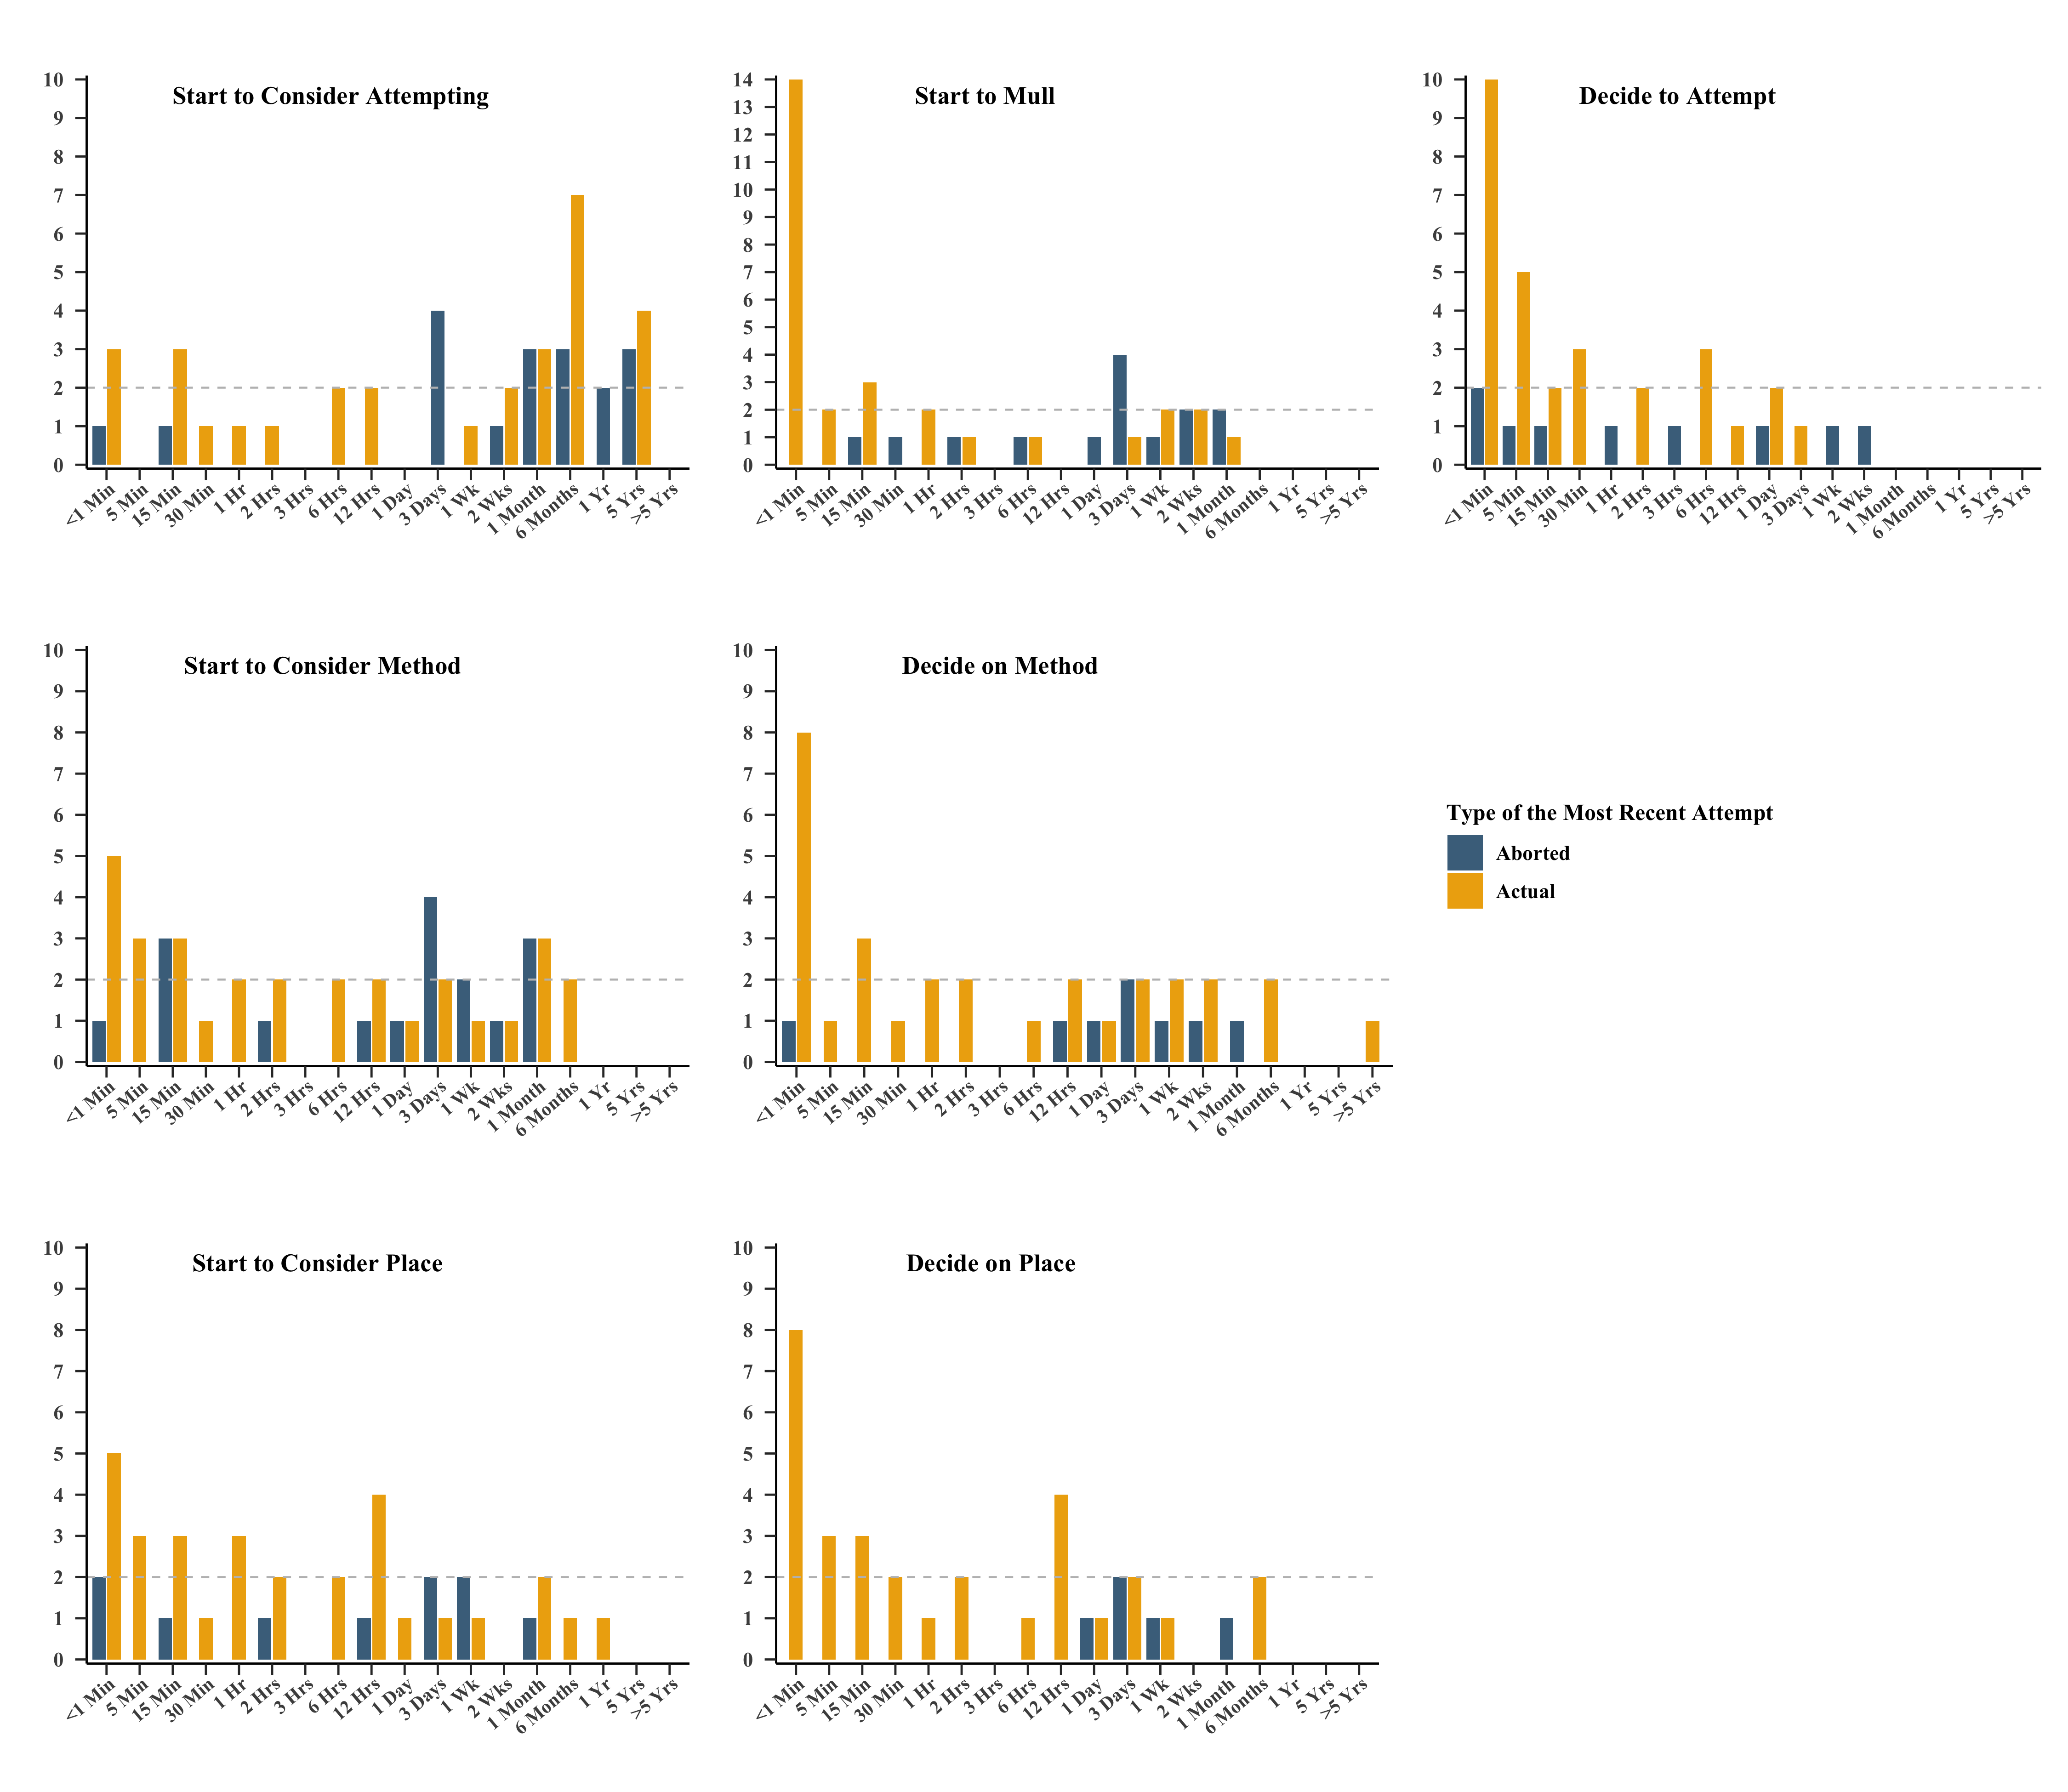 Start to Consider Attempting
10
9
8
7
6
5
4
3
2
1
0
<1 Min
5 Min
15 Min
30 Min
1 Hr
2 Hrs
3 Hrs
6 Hrs
12 Hrs
1 Day
3 Days
1 Wk
2 Wks
1 Month
6 Months
1 Yr
5 Yrs
>5 Yrs
Start to Mull
14
13
12
11
10
9
8
7
6
5
4
3
2
1
0
<1 Min
5 Min
15 Min
30 Min
1 Hr
2 Hrs
3 Hrs
6 Hrs
12 Hrs
1 Day
3 Days
1 Wk
2 Wks
1 Month
6 Months
1 Yr
5 Yrs
>5 Yrs
Decide to Attempt
10
9
8
7
6
5
4
3
2
1
0
<1 Min
5 Min
15 Min
30 Min
1 Hr
2 Hrs
3 Hrs
6 Hrs
12 Hrs
1 Day
3 Days
1 Wk
2 Wks
1 Month
6 Months
1 Yr
5 Yrs
>5 Yrs
Start to Consider Method
10
9
8
7
6
5
4
3
2
1
0
<1 Min
5 Min
15 Min
30 Min
1 Hr
2 Hrs
3 Hrs
6 Hrs
12 Hrs
1 Day
3 Days
1 Wk
2 Wks
1 Month
6 Months
1 Yr
5 Yrs
>5 Yrs
Decide on Method
10
9
8
7
6
5
4
3
2
1
0
<1 Min
5 Min
15 Min
30 Min
1 Hr
2 Hrs
3 Hrs
6 Hrs
12 Hrs
1 Day
3 Days
1 Wk
2 Wks
1 Month
6 Months
1 Yr
5 Yrs
>5 Yrs
Type of the Most Recent Attempt
Aborted
Actual
Start to Consider Place
10
9
8
7
6
5
4
3
2
1
0
<1 Min
5 Min
15 Min
30 Min
1 Hr
2 Hrs
3 Hrs
6 Hrs
12 Hrs
1 Day
3 Days
1 Wk
2 Wks
1 Month
6 Months
1 Yr
5 Yrs
>5 Yrs
Decide on Place
10
9
8
7
6
5
4
3
2
1
0
<1 Min
5 Min
15 Min
30 Min
1 Hr
2 Hrs
3 Hrs
6 Hrs
12 Hrs
1 Day
3 Days
1 Wk
2 Wks
1 Month
6 Months
1 Yr
5 Yrs
>5 Yrs